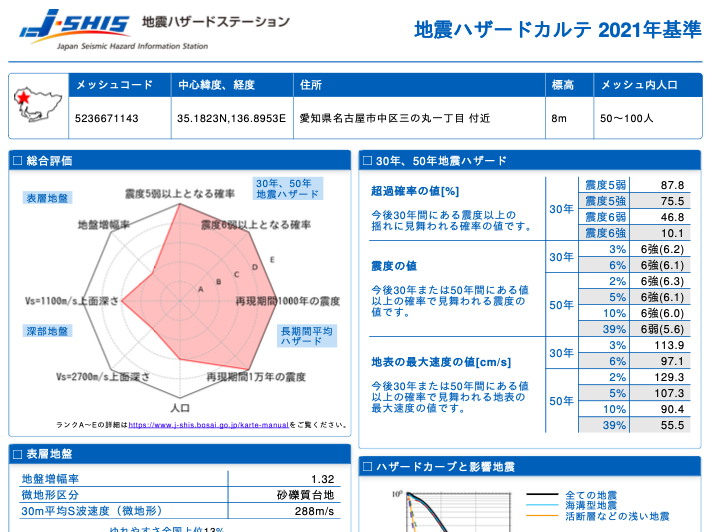 J-SHIS 地震ハザードステーション
Japan Seismic Hazard Information Station
地震ハザードカルテ 2021年基準
メッシュコード 中心緯度、経度 住所 標高 メッシュ内人口
5236671143 35.1823N,136.8953E 愛知県名古屋市中区三の丸一丁目 付近 8m 50〜100人
□ 総合評価
表層地盤
30年、50年
地震ハザード
震度5弱以上となる確率
地盤増幅率
震度6弱以上となる確率
A B C D E
Vs=1100m/s上面深さ
再現期間1000年の震度
深部地盤
長期間平均
ハザード
Vs=2700m/s上面深さ
再現期間1万年の震度
人口
ランクA〜Eの詳細はhttps://www.j-shis.bosai.go.jp/karte-manualをご覧ください。
□ 表層地盤
地盤増幅率 1.32
微地形区分 砂礫質台地
30m平均S波速度（微地形） 288m/s
ゆれやすさ全国上位13%
□ 30年、50年地震ハザード
超過確率の値[%]
今後30年間にある震度以上の
揺れに見舞われる確率の値です。
30年
震度5弱 87.8
震度5強 75.5
震度6弱 46.8
震度6強 10.1
震度の値
今後30年または50年間にある値
以上の確率で見舞われる震度の
値です。
30年
3% 6強(6.2)
6% 6強(6.1)
50年
2% 6強(6.3)
5% 6強(6.1)
10% 6強(6.0)
39% 6弱(5.6)
地表の最大速度の値[cm/s]
今後30年または50年間にある値
以上の確率で見舞われる地表の
最大速度の値です。
30年
3% 113.9
6% 97.1
50年
2% 129.3
5% 107.3
10% 90.4
39% 55.5
□ ハザードカーブと影響地震
10⁰
全ての地震
海溝型地震
活断層などの浅い地震